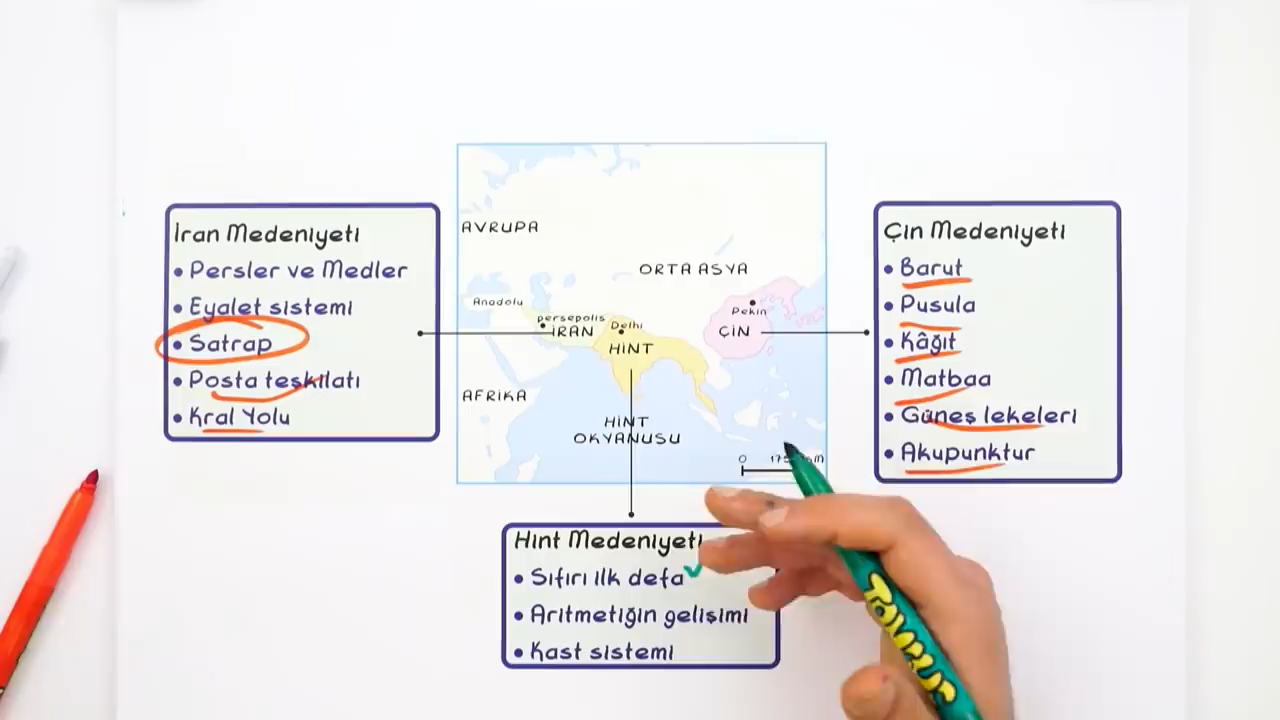 İran Medeniyeti
• Persler ve Medler
• Eyalet sistemi
• Satrap
• Posta teşkilatı
• Kral Yolu
AVRUPA
ORTA ASYA
Anadolu
persepolis
İRAN
Delhi
HİNT
Pekin
ÇİN
AFRİKA
HİNT
OKYANUSU
0
Çin Medeniyeti
• Barut
• Pusula
• Kâğıt
• Matbaa
• Güneş lekeleri
• Akupunktur
Hint Medeniyeti
• Sıfırı ilk defa
• Aritmetiğin gelişimi
• Kast sistemi